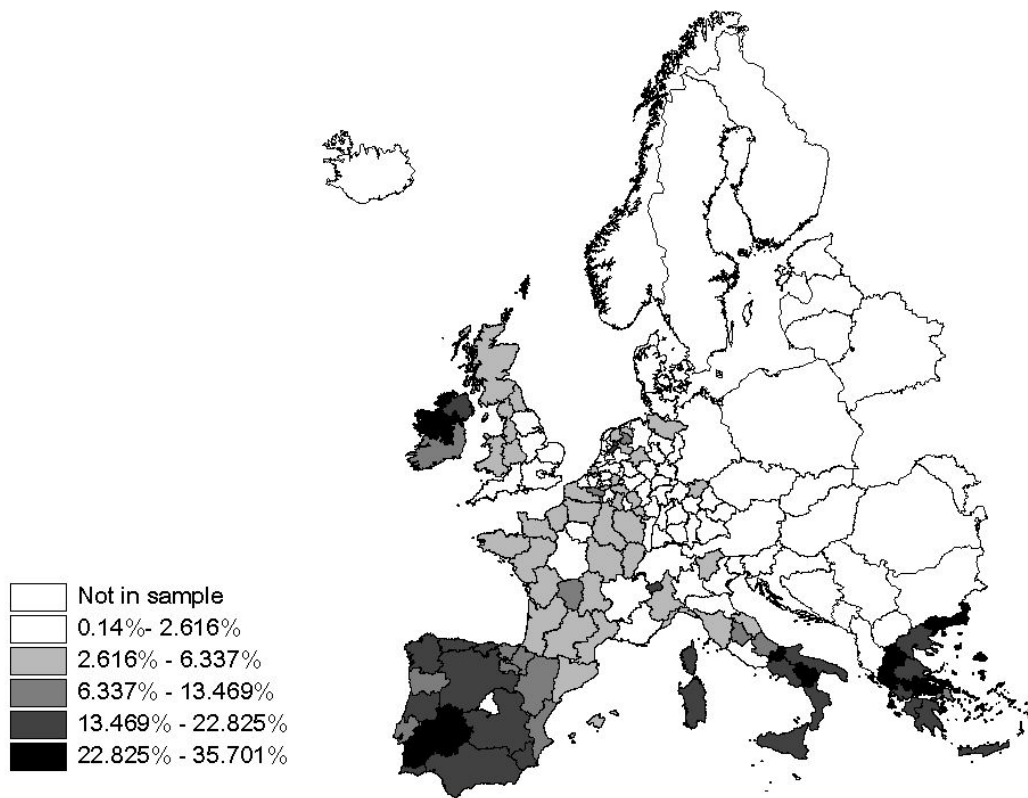 Not in sample
0.14%- 2.616%
2.616% - 6.337%
6.337% - 13.469%
13.469% - 22.825%
22.825% - 35.701%